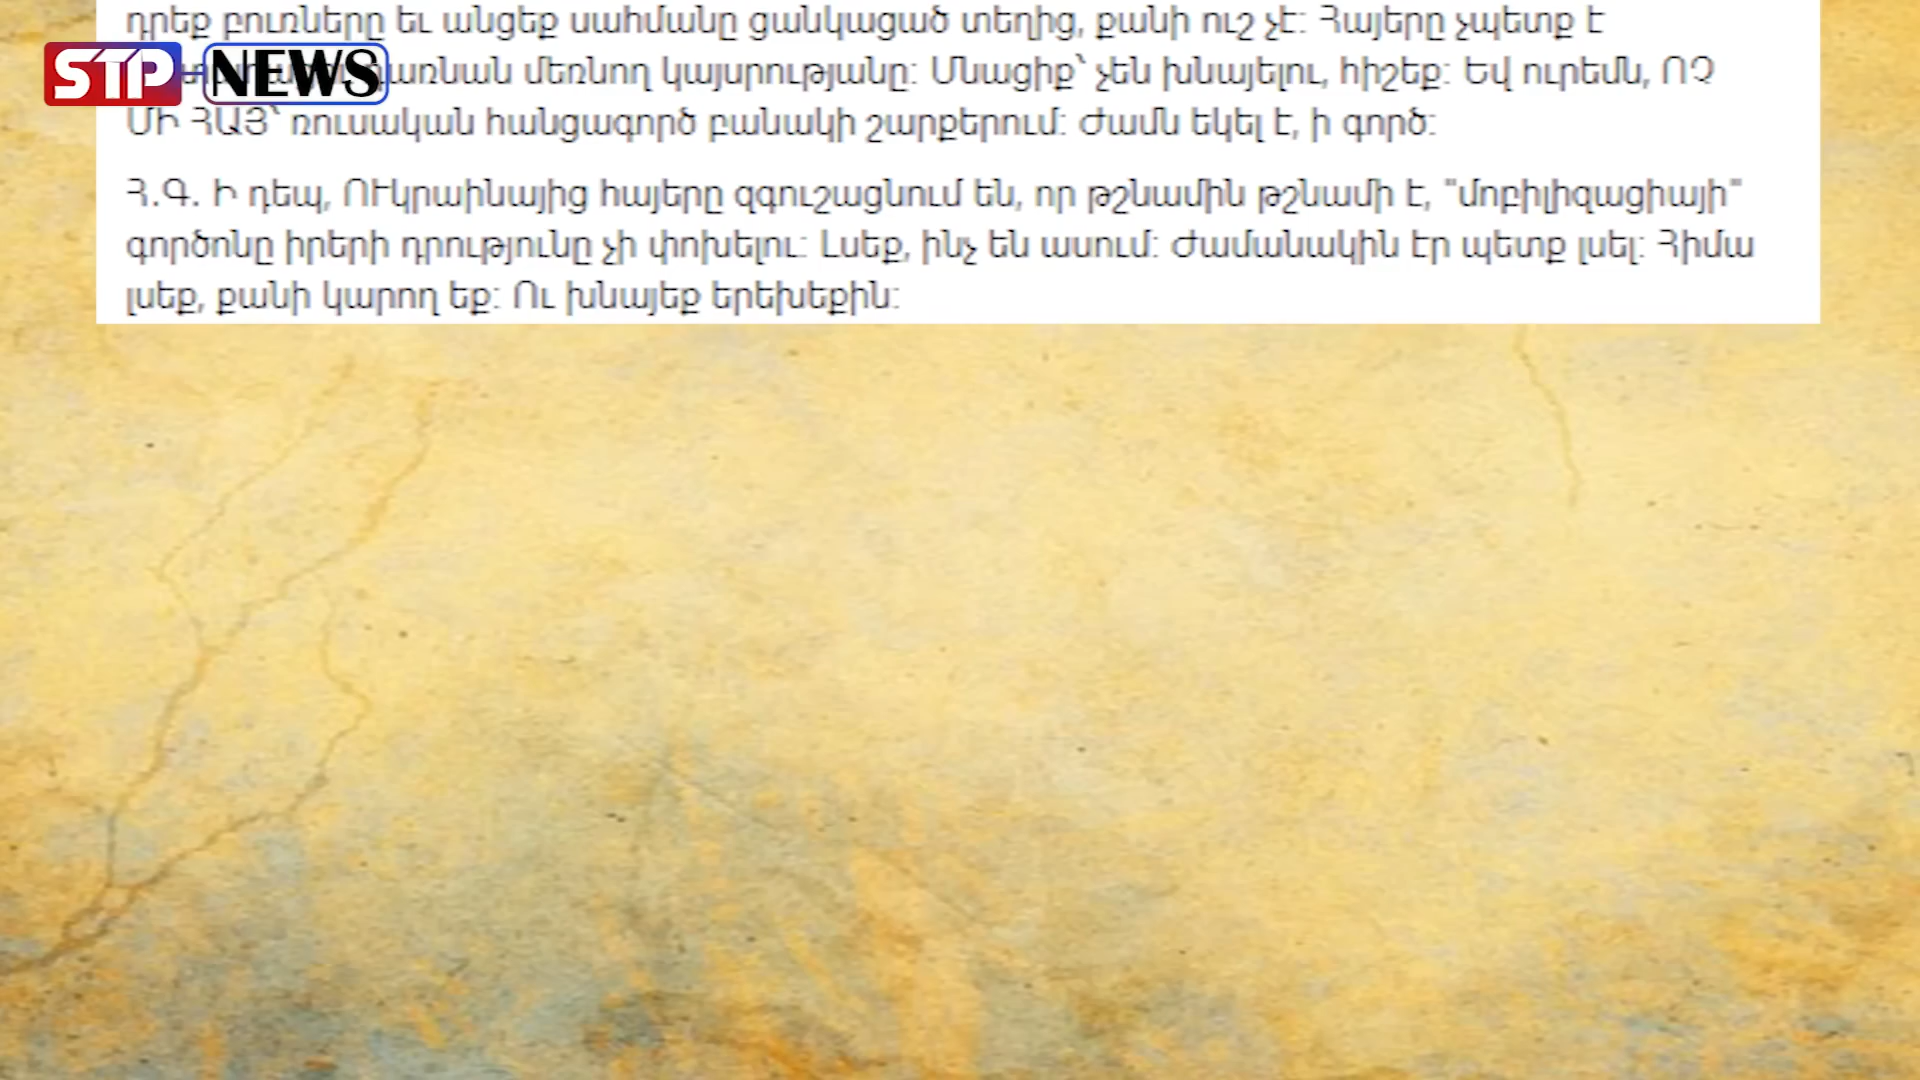 դրեք բուռները եւ անցեք սահմանը ցանկացած տեղից, քանի ուշ չէ: Հայերը չպետք է
STP NEWS
դառնան մեռնող կայսրությանը: Մնացիք՝ չեն խնայելու, հիշեք: Եվ ուրեմն, ՈՉ
ՄԻ ՀԱՅ՝ ռուսական հանցագործ բանակի շարքերում: Ժամն եկել է, ի գործ:
Հ.Գ. Ի դեպ, ՈՒկրաինայից հայերը զգուշացնում են, որ թշնամին թշնամի է, "մոբիլիզացիայի"
գործոնը իրերի դրությունը չի փոխելու: Լսեք, ինչ են ասում: Ժամանակին էր պետք լսել: Հիմա
լսեք, քանի կարող եք: Ու խնայեք երեխեքին: